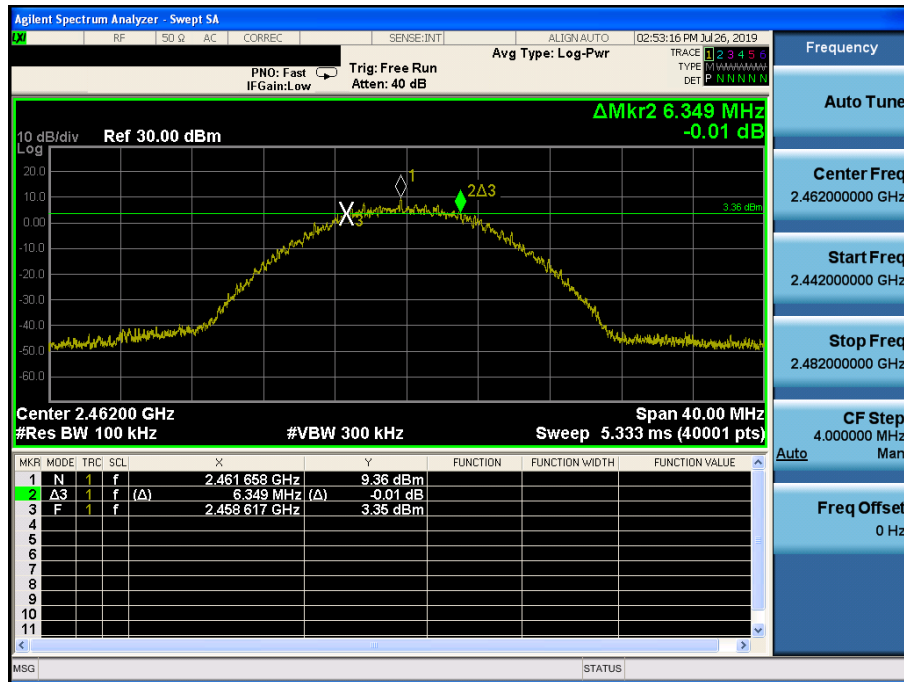 Agilent Spectrum Analyzer - Swept SA
LXI RF 50 Ω AC CORREC SENSE:INT ALIGN AUTO 02:53:16 PM Jul 26, 2019
Frequency
PNO: Fast
IFGain:Low
Trig: Free Run
Atten: 40 dB
Avg Type: Log-Pwr
TRACE 1 2 3 4 5 6
TYPE M W W W W W
DET P N N N N N
Auto Tune
ΔMkr2 6.349 MHz
-0.01 dB
10 dB/div Ref 30.00 dBm
Log
20.0
10.0
0.00
-10.0
-20.0
-30.0
-40.0
-50.0
-60.0
1
2Δ3
3
3.36 dBm
Center Freq
2.462000000 GHz
Start Freq
2.442000000 GHz
Stop Freq
2.482000000 GHz
CF Step
4.000000 MHz
Auto Man
Freq Offset
0 Hz
Center 2.46200 GHz Span 40.00 MHz
#Res BW 100 kHz #VBW 300 kHz Sweep 5.333 ms (40001 pts)
MKR MODE TRC SCL X Y FUNCTION FUNCTION WIDTH FUNCTION VALUE
1 N 1 f 2.461 658 GHz 9.36 dBm
2 Δ3 1 f (Δ) 6.349 MHz (Δ) -0.01 dB
3 F 1 f 2.458 617 GHz 3.35 dBm
4
5
6
7
8
9
10
11
MSG STATUS